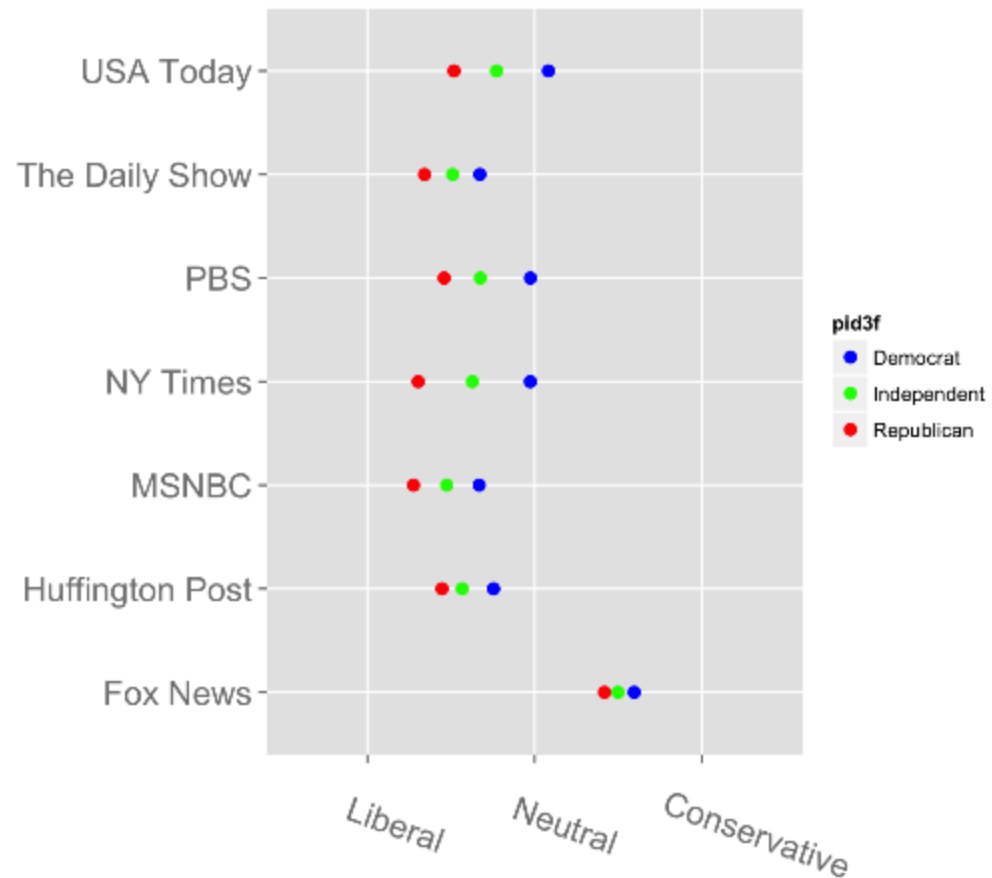 USA Today
The Daily Show
PBS
NY Times
MSNBC
Huffington Post
Fox News
Liberal
Neutral
Conservative
pid3f
Democrat
Independent
Republican